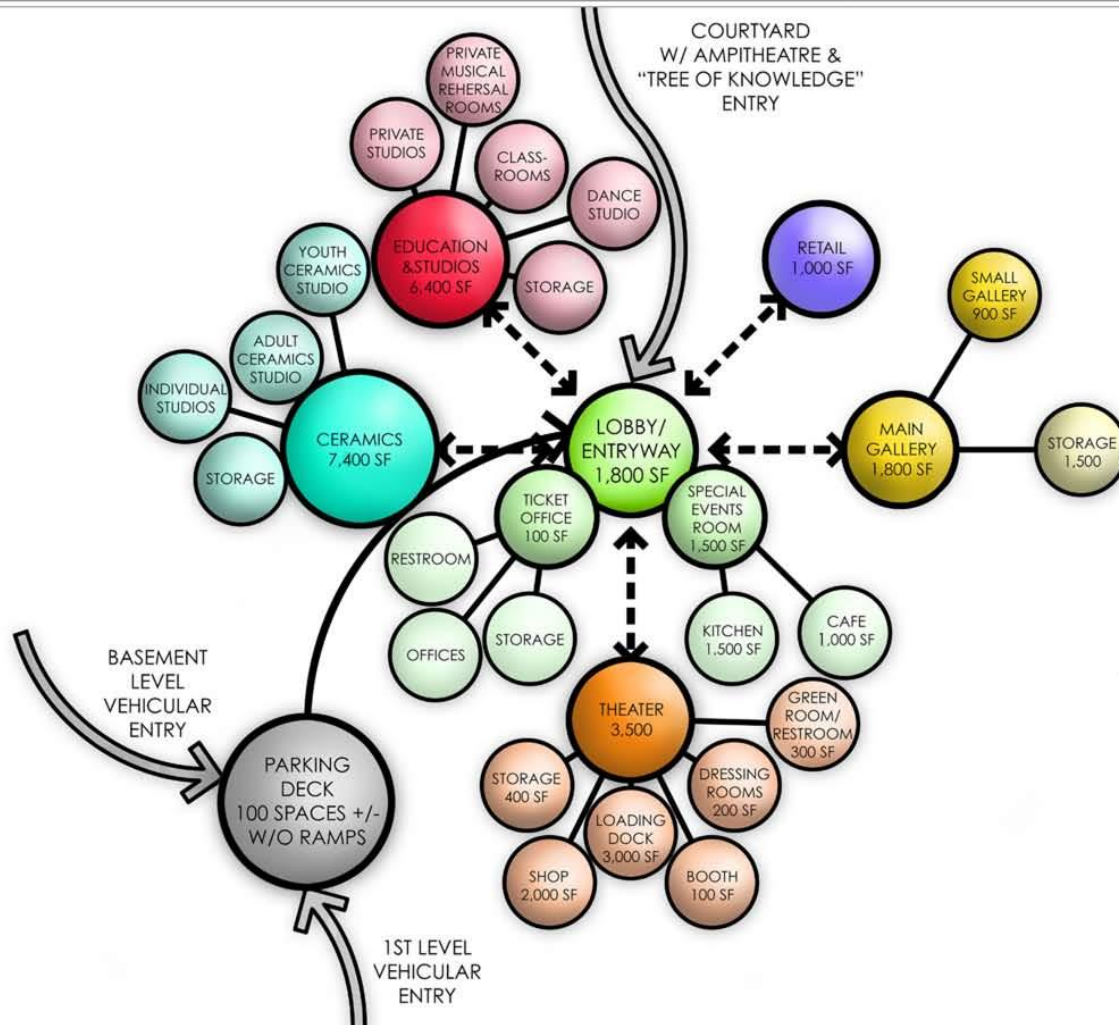 COURTYARD
W/ AMPITHEATRE &
“TREE OF KNOWLEDGE”
ENTRY
PRIVATE
MUSICAL
REHERSAL
ROOMS
PRIVATE
STUDIOS
CLASS-
ROOMS
DANCE
STUDIO
EDUCATION
&STUDIOS
6,400 SF
STORAGE
RETAIL
1,000 SF
YOUTH
CERAMICS
STUDIO
ADULT
CERAMICS
STUDIO
INDIVIDUAL
STUDIOS
STORAGE
CERAMICS
7,400 SF
LOBBY/
ENTRYWAY
1,800 SF
SMALL
GALLERY
900 SF
MAIN
GALLERY
1,800 SF
STORAGE
1,500
TICKET
OFFICE
100 SF
SPECIAL
EVENTS
ROOM
1,500 SF
RESTROOM
OFFICES
STORAGE
KITCHEN
1,500 SF
CAFE
1,000 SF
THEATER
3,500
GREEN
ROOM/
RESTROOM
300 SF
STORAGE
400 SF
DRESSING
ROOMS
200 SF
LOADING
DOCK
3,000 SF
SHOP
2,000 SF
BOOTH
100 SF
BASEMENT
LEVEL
VEHICULAR
ENTRY
PARKING
DECK
100 SPACES +/-
W/O RAMPS
1ST LEVEL
VEHICULAR
ENTRY